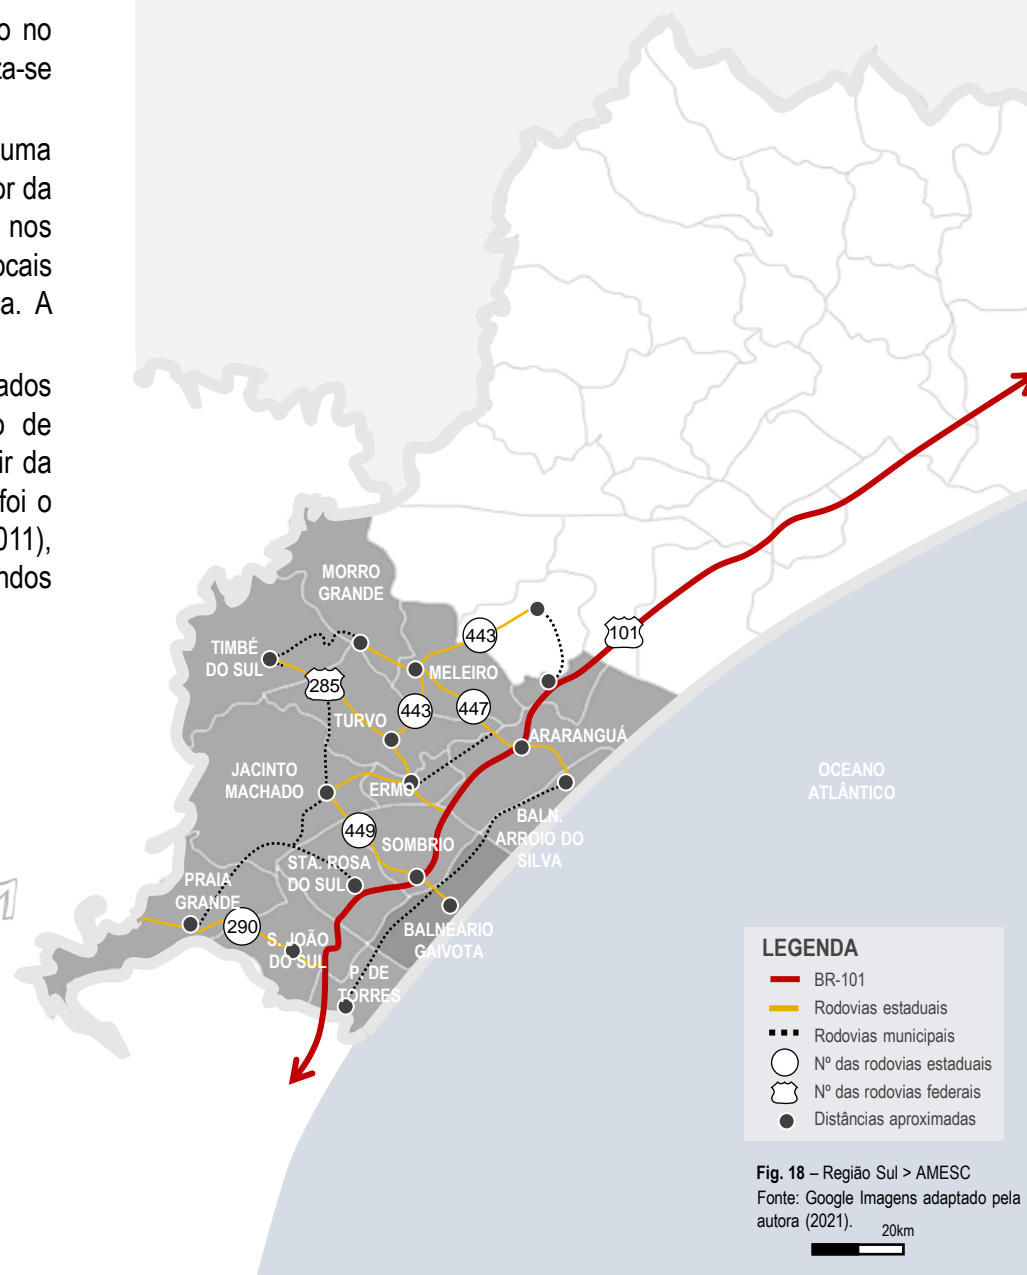 o no
za-se
uma
or da
nos
ocais
a. A
ados
o de
ir da
foi o
011),
ndos
MORRO
GRANDE
TIMBÉ
DO SUL
443
101
MELEIRO
285
443
447
TURVO
ARARANGUÁ
JACINTO
MACHADO
ERMO
OCEANO
ATLÂNTICO
BALN.
ARROIO DO
SILVA
449
SOMBRIO
STA. ROSA
DO SUL
PRAIA
GRANDE
290
S. JOÃO
DO SUL
BALNEÁRIO
GAIVOTA
P. DE
TORRES
LEGENDA
BR-101
Rodovias estaduais
Rodovias municipais
Nº das rodovias estaduais
Nº das rodovias federais
Distâncias aproximadas
Fig. 18 – Região Sul > AMESC
Fonte: Google Imagens adaptado pela
autora (2021).
20km